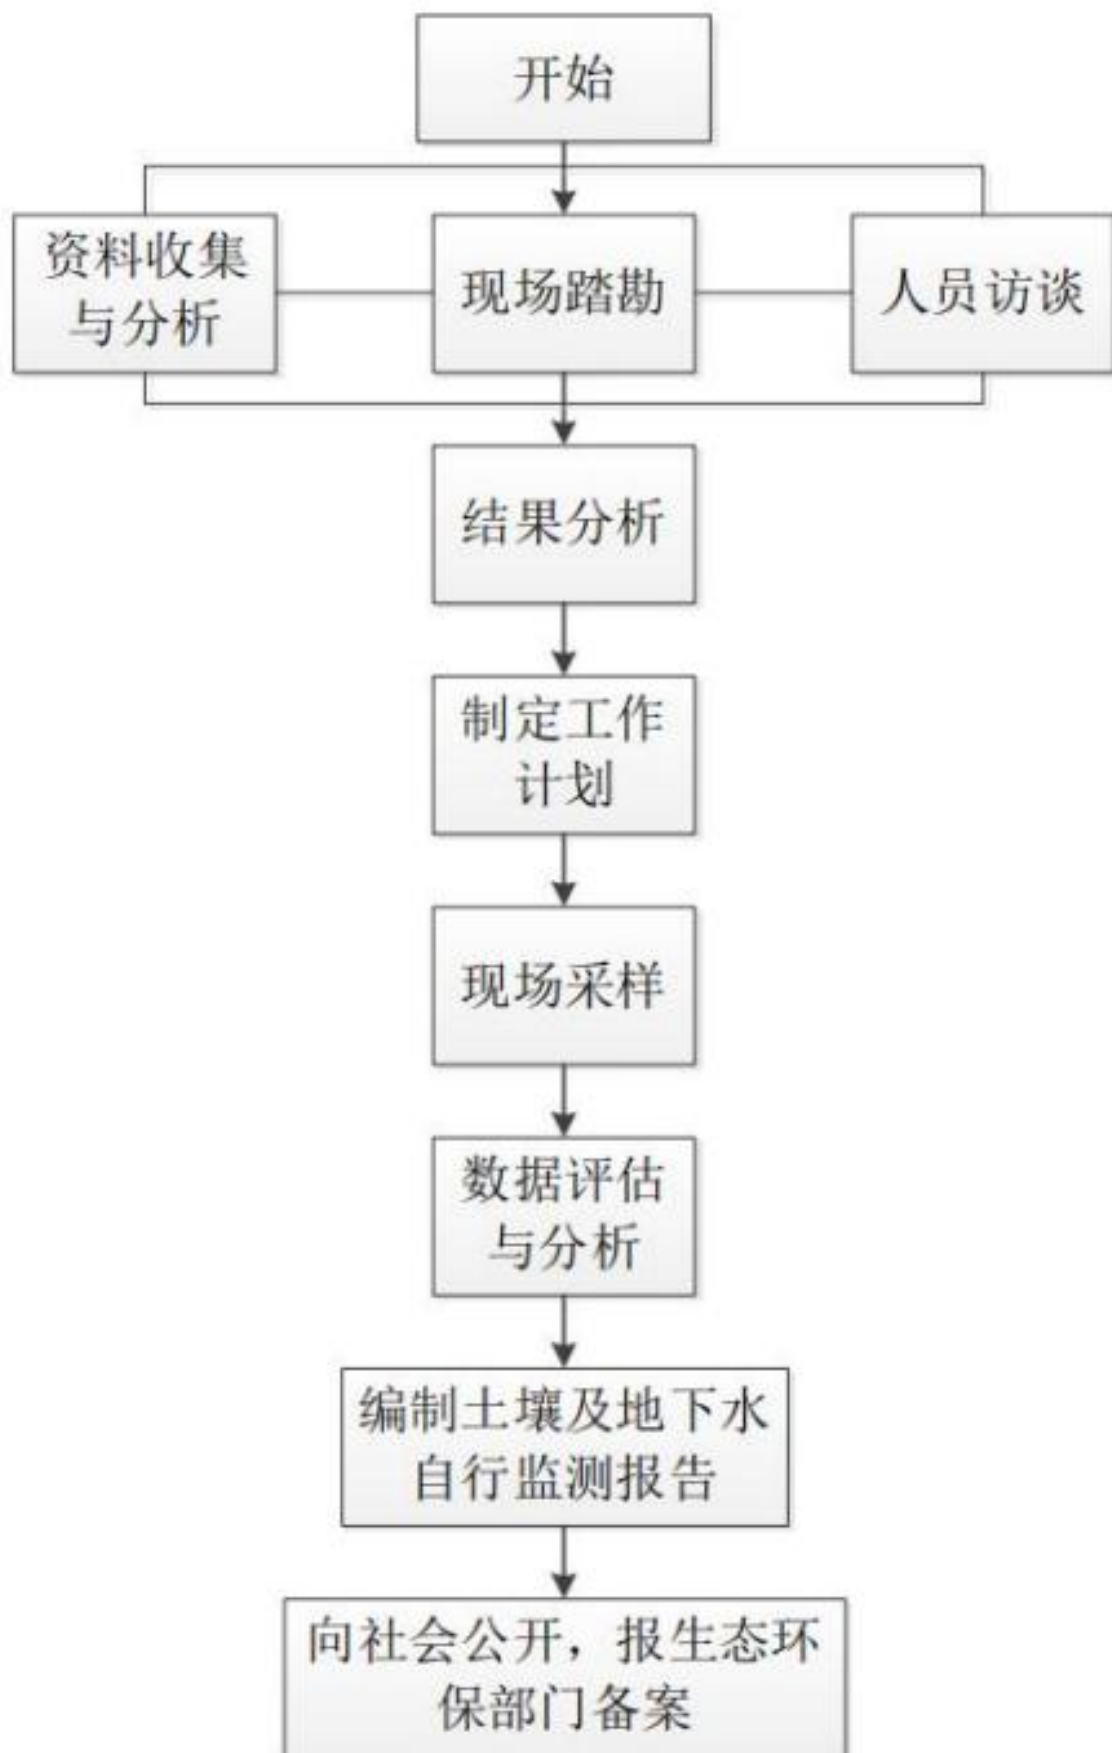 开始
资料收集
与分析
现场踏勘
人员访谈
结果分析
制定工作
计划
现场采样
数据评估
与分析
编制土壤及地下水
自行监测报告
向社会公开，报生态环
保部门备案